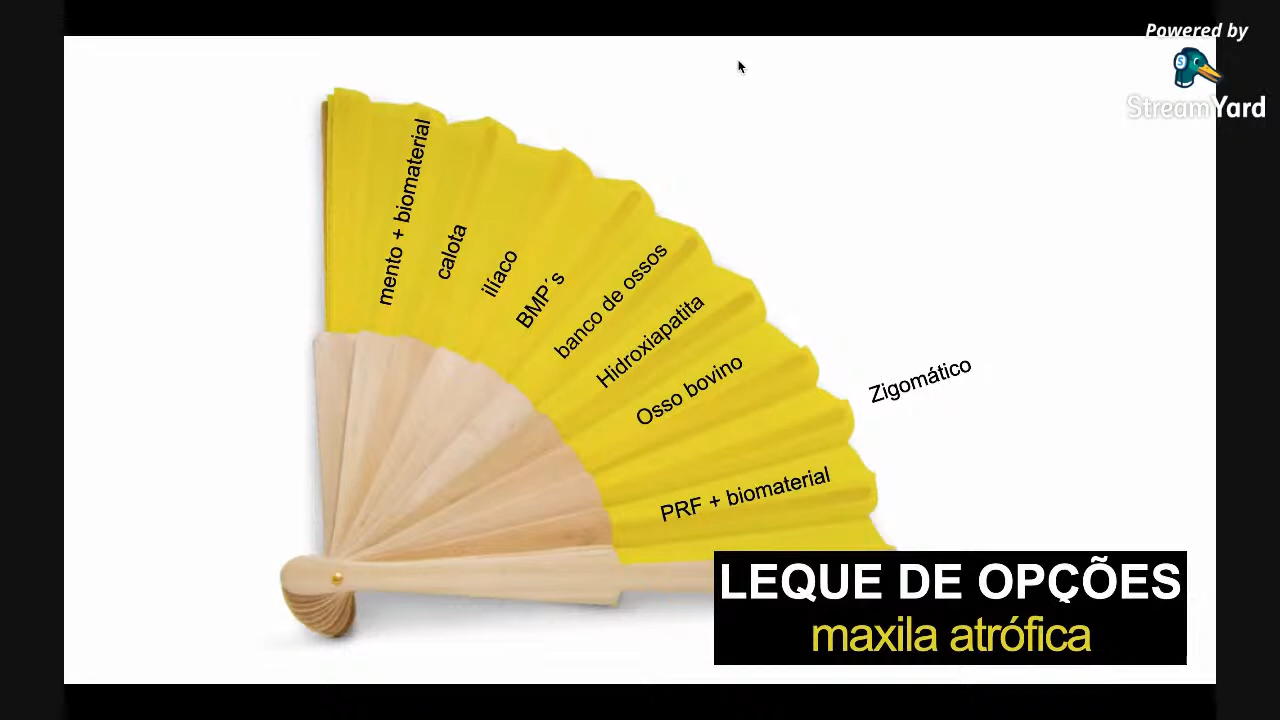 Powered by
StreamYard
mento + biomaterial
calota
ilíaco
BMP´s
banco de ossos
Hidroxiapatita
Osso bovino
Zigomático
PRF + biomaterial
LEQUE DE OPÇÕES
maxila atrófica